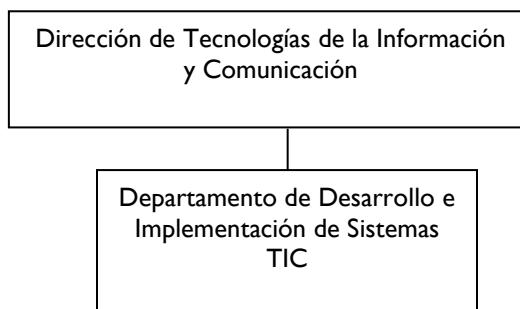 Dirección de Tecnologías de la Información
y Comunicación
Departamento de Desarrollo e
Implementación de Sistemas
TIC